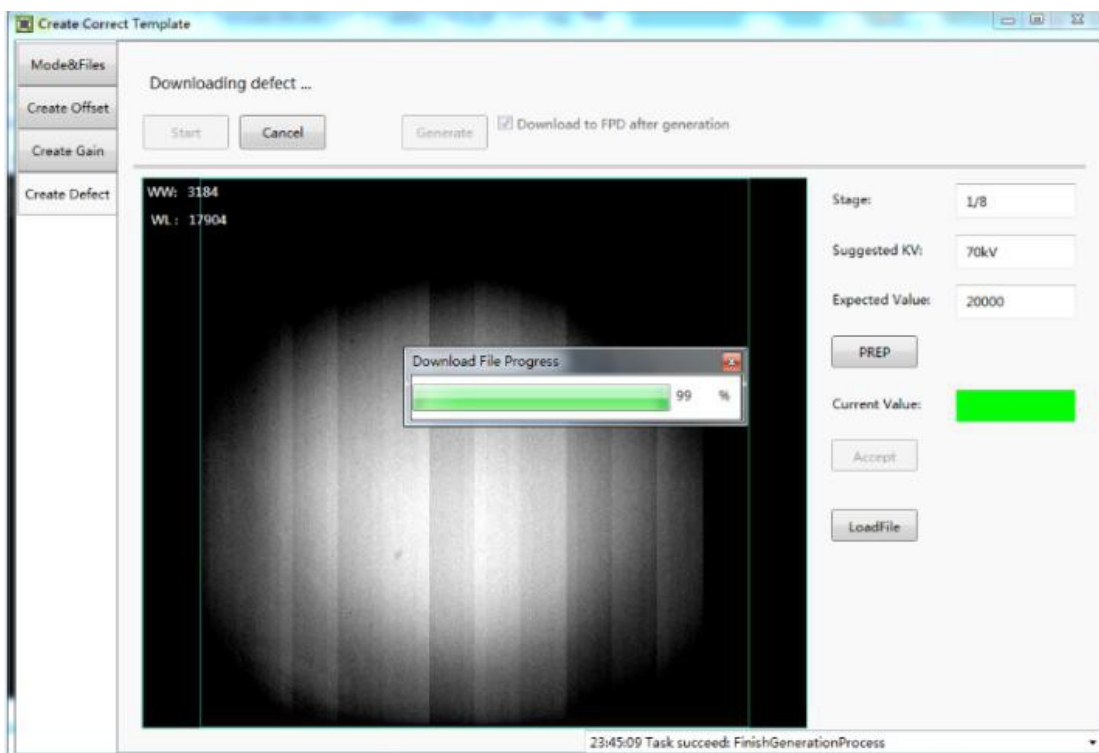 Create Correct Template
Mode&Files
Create Offset
Create Gain
Create Defect
Downloading defect ...
Start
Cancel
Generate
Download to FPD after generation
WW: 3184
WL: 17904
Download File Progress
99 %
Stage: 1/8
Suggested KV: 70kV
Expected Value: 20000
PREP
Current Value:
Accept
LoadFile
23:45:09 Task succeed: FinishGenerationProcess